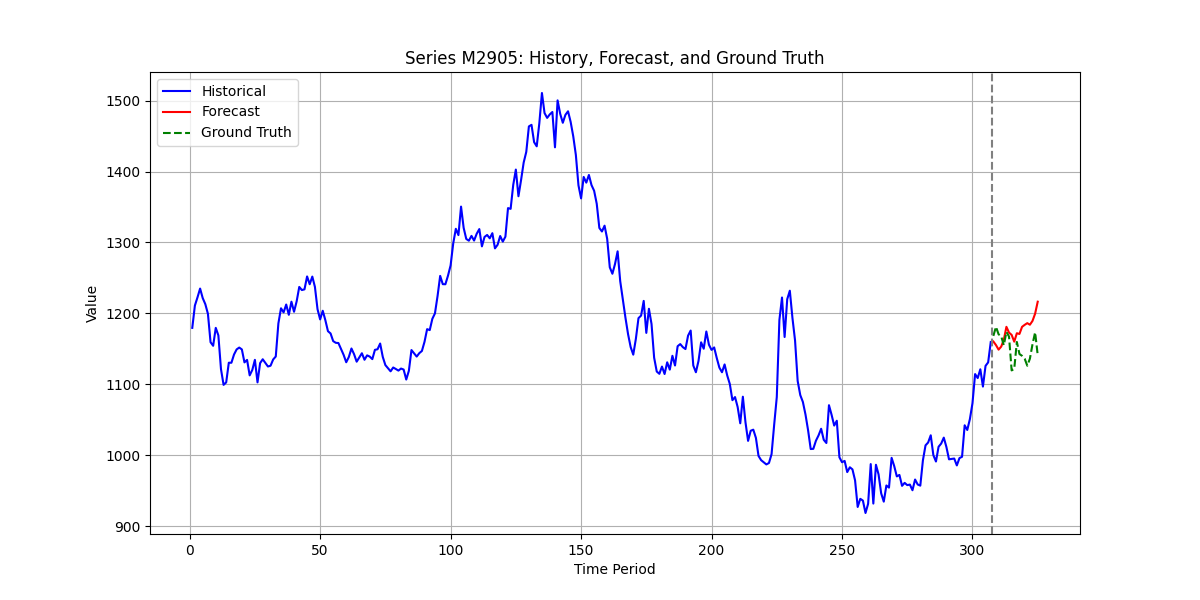 Series M2905: History, Forecast, and Ground Truth
Historical
Forecast
Ground Truth
1500
1400
1300
1200
1100
1000
900
Value
0 50 100 150 200 250 300
Time Period